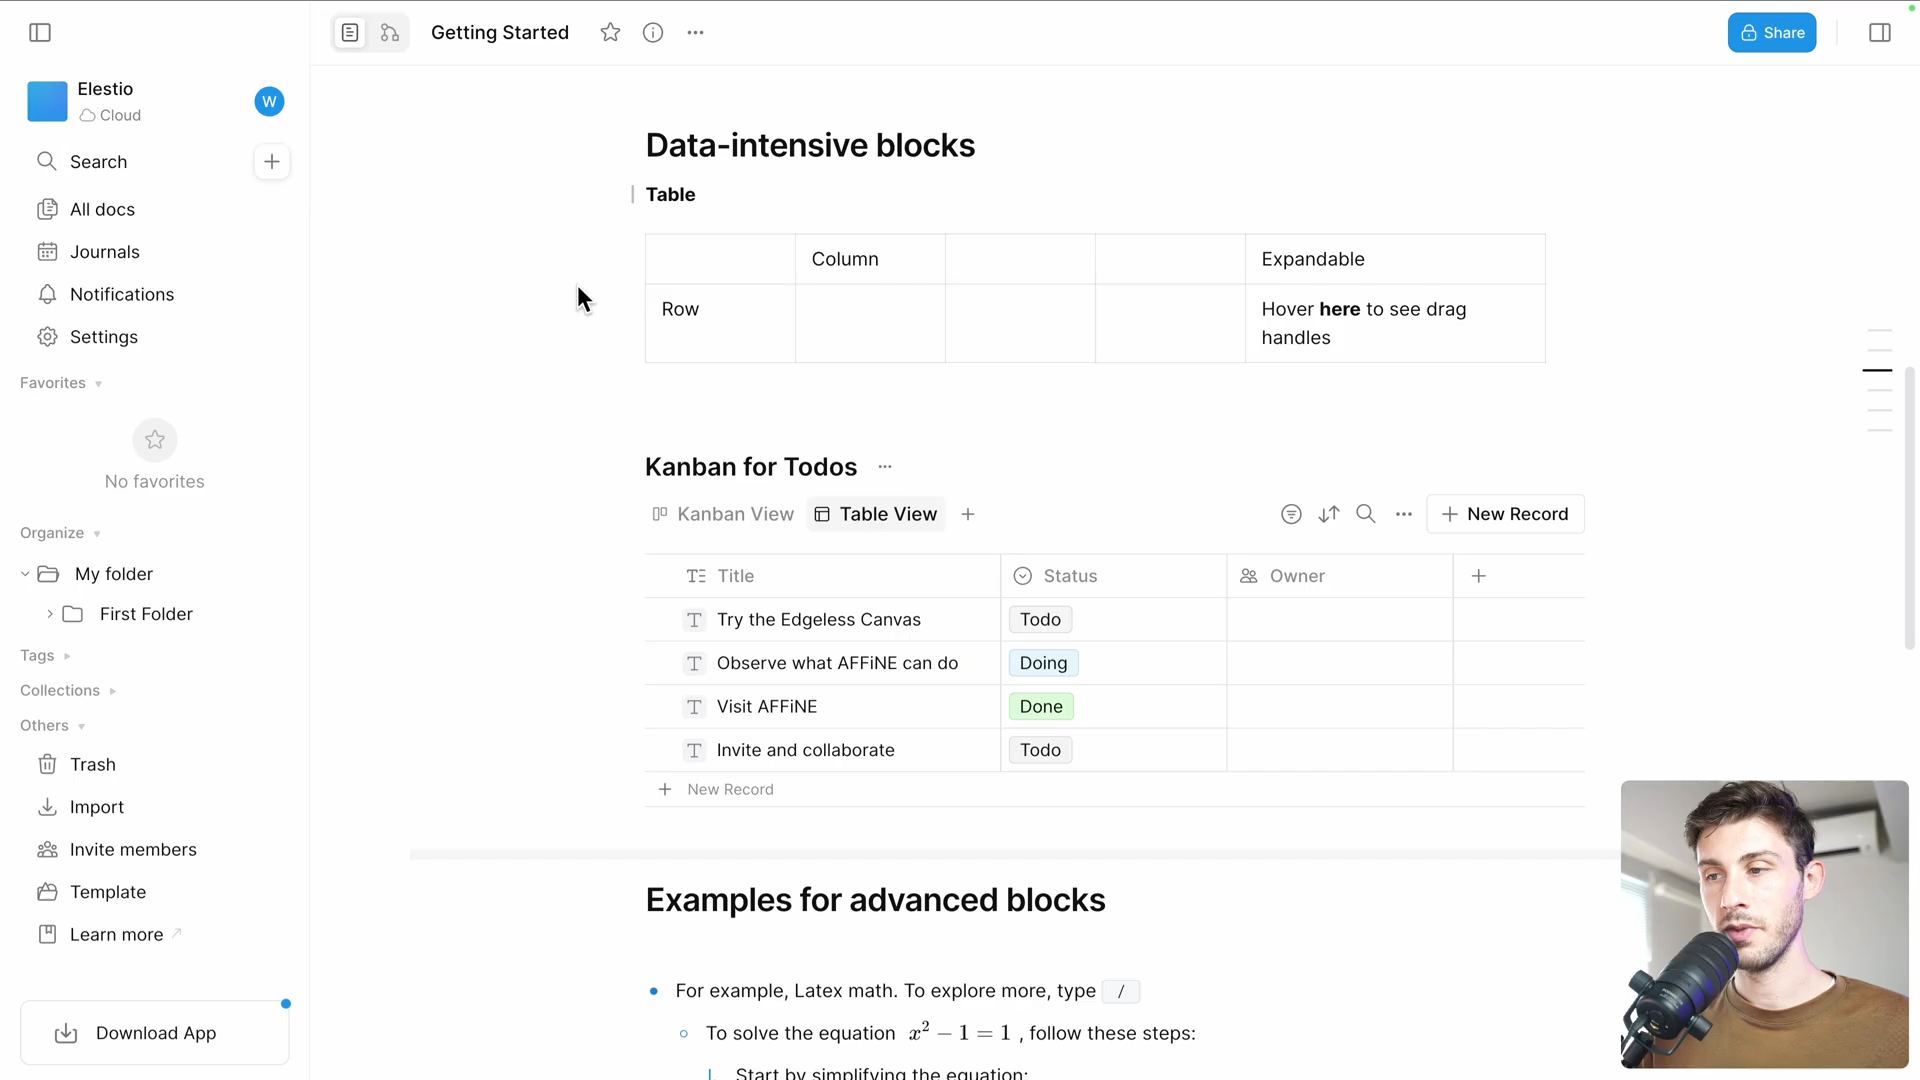 Getting Started
Share
Elestio
Cloud
W
Search
All docs
Journals
Notifications
Settings
Favorites
No favorites
Organize
My folder
First Folder
Tags
Collections
Others
Trash
Import
Invite members
Template
Learn more
Download App
Data-intensive blocks
Table
Column
Expandable
Row
Hover here to see drag
handles
Kanban for Todos
Kanban View
Table View
New Record
Title
Status
Owner
Try the Edgeless Canvas
Todo
Observe what AFFiNE can do
Doing
Visit AFFiNE
Done
Invite and collaborate
Todo
New Record
Examples for advanced blocks
For example, Latex math. To explore more, type /
To solve the equation x² − 1 = 1 , follow these steps:
Start by simplifying the equation: